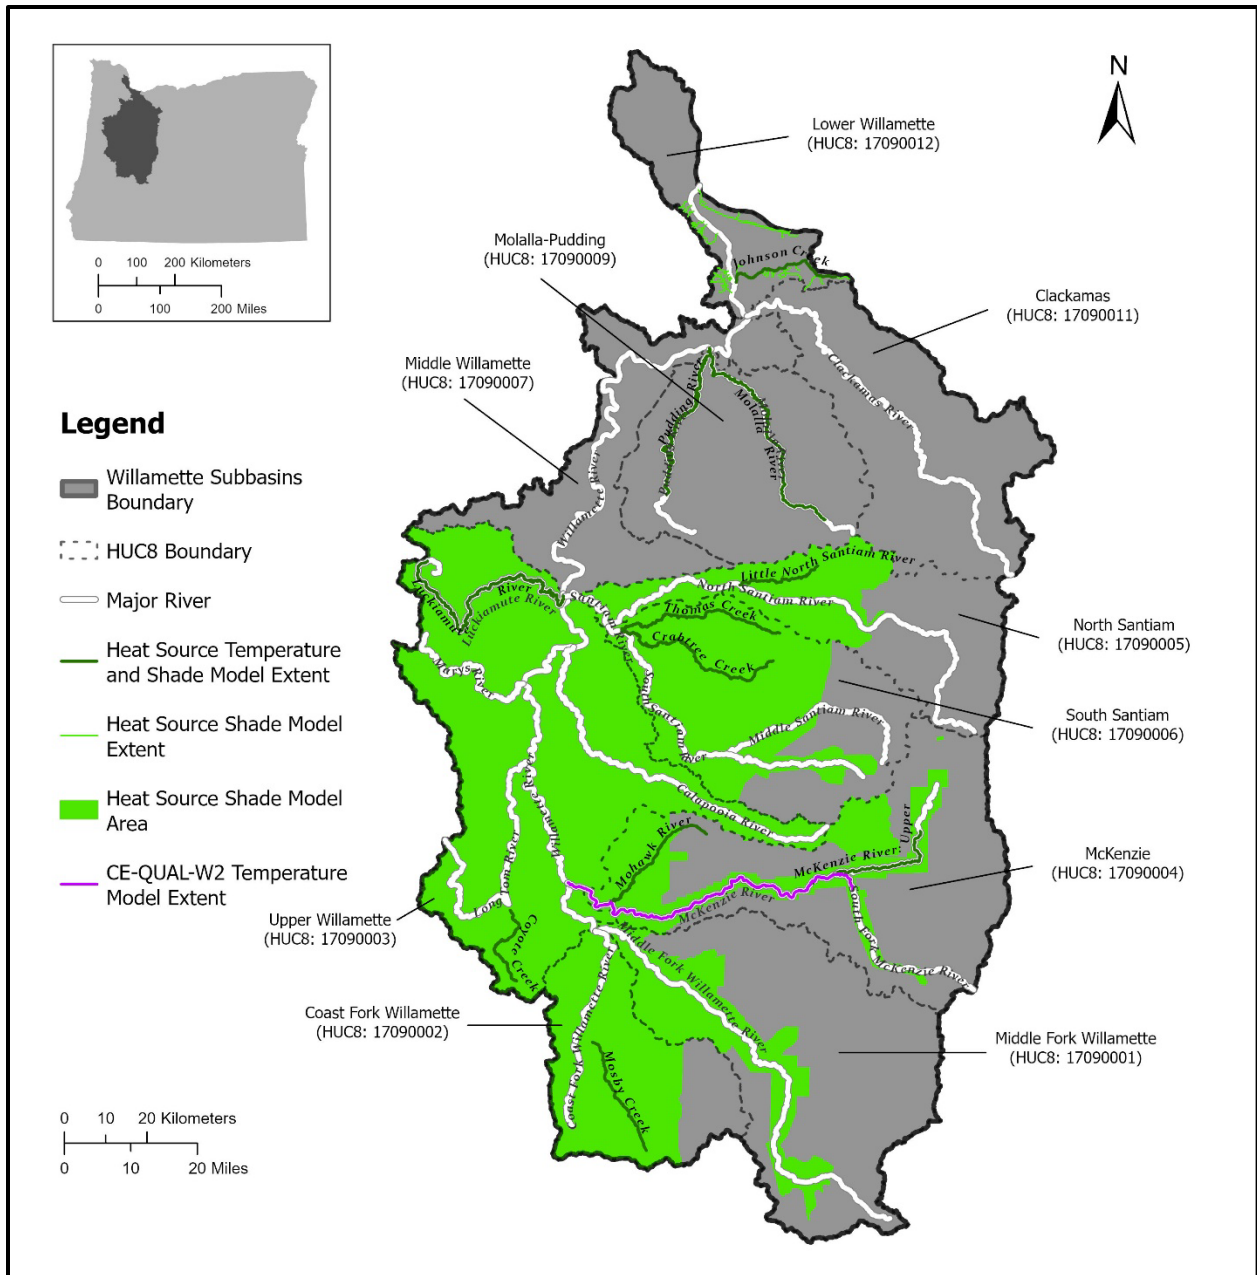 N
0 100 200 Kilometers
0 100 200 Miles
Lower Willamette
(HUC8: 17090012)
Molalla-Pudding
(HUC8: 17090009)
Johnson Creek
Clackamas
(HUC8: 17090011)
Middle Willamette
(HUC8: 17090007)
Clackamas River
Pudding River
Molalla River
Willamette River
Legend
Willamette Subbasins
Boundary
HUC8 Boundary
Major River
Heat Source Temperature
and Shade Model Extent
Heat Source Shade Model
Extent
Heat Source Shade Model
Area
CE-QUAL-W2 Temperature
Model Extent
Little North Santiam River
North Santiam River
Luckiamute River
Luckiamute River
Santiam River
Thomas Creek
Crabtree Creek
North Santiam
(HUC8: 17090005)
Marys River
South Santiam River
Middle Santiam River
South Santiam
(HUC8: 17090006)
Calapooia River
Willamette River
Mohawk River
McKenzie River: Upper
McKenzie River
McKenzie
(HUC8: 17090004)
Long Tom River
Coyote Creek
South Fork McKenzie River
Upper Willamette
(HUC8: 17090003)
Middle Fork Willamette River
Coast Fork Willamette
(HUC8: 17090002)
Coast Fork Willamette River
Mosby Creek
Middle Fork Willamette
(HUC8: 17090001)
0 10 20 Kilometers
0 10 20 Miles